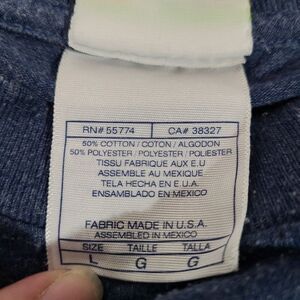 RN# 55774 CA# 38327
50% COTTON / COTON / ALGODON
50% POLYESTER / POLYESTER / POLIESTER
TISSU FABRIQUE AUX E.U
ASSEMBLE AU MEXIQUE
TELA HECHA EN E.U.A.
ENSAMBLADO EN MEXICO
FABRIC MADE IN U.S.A.
ASSEMBLED IN MEXICO
SIZE TAILLE TALLA
L G G